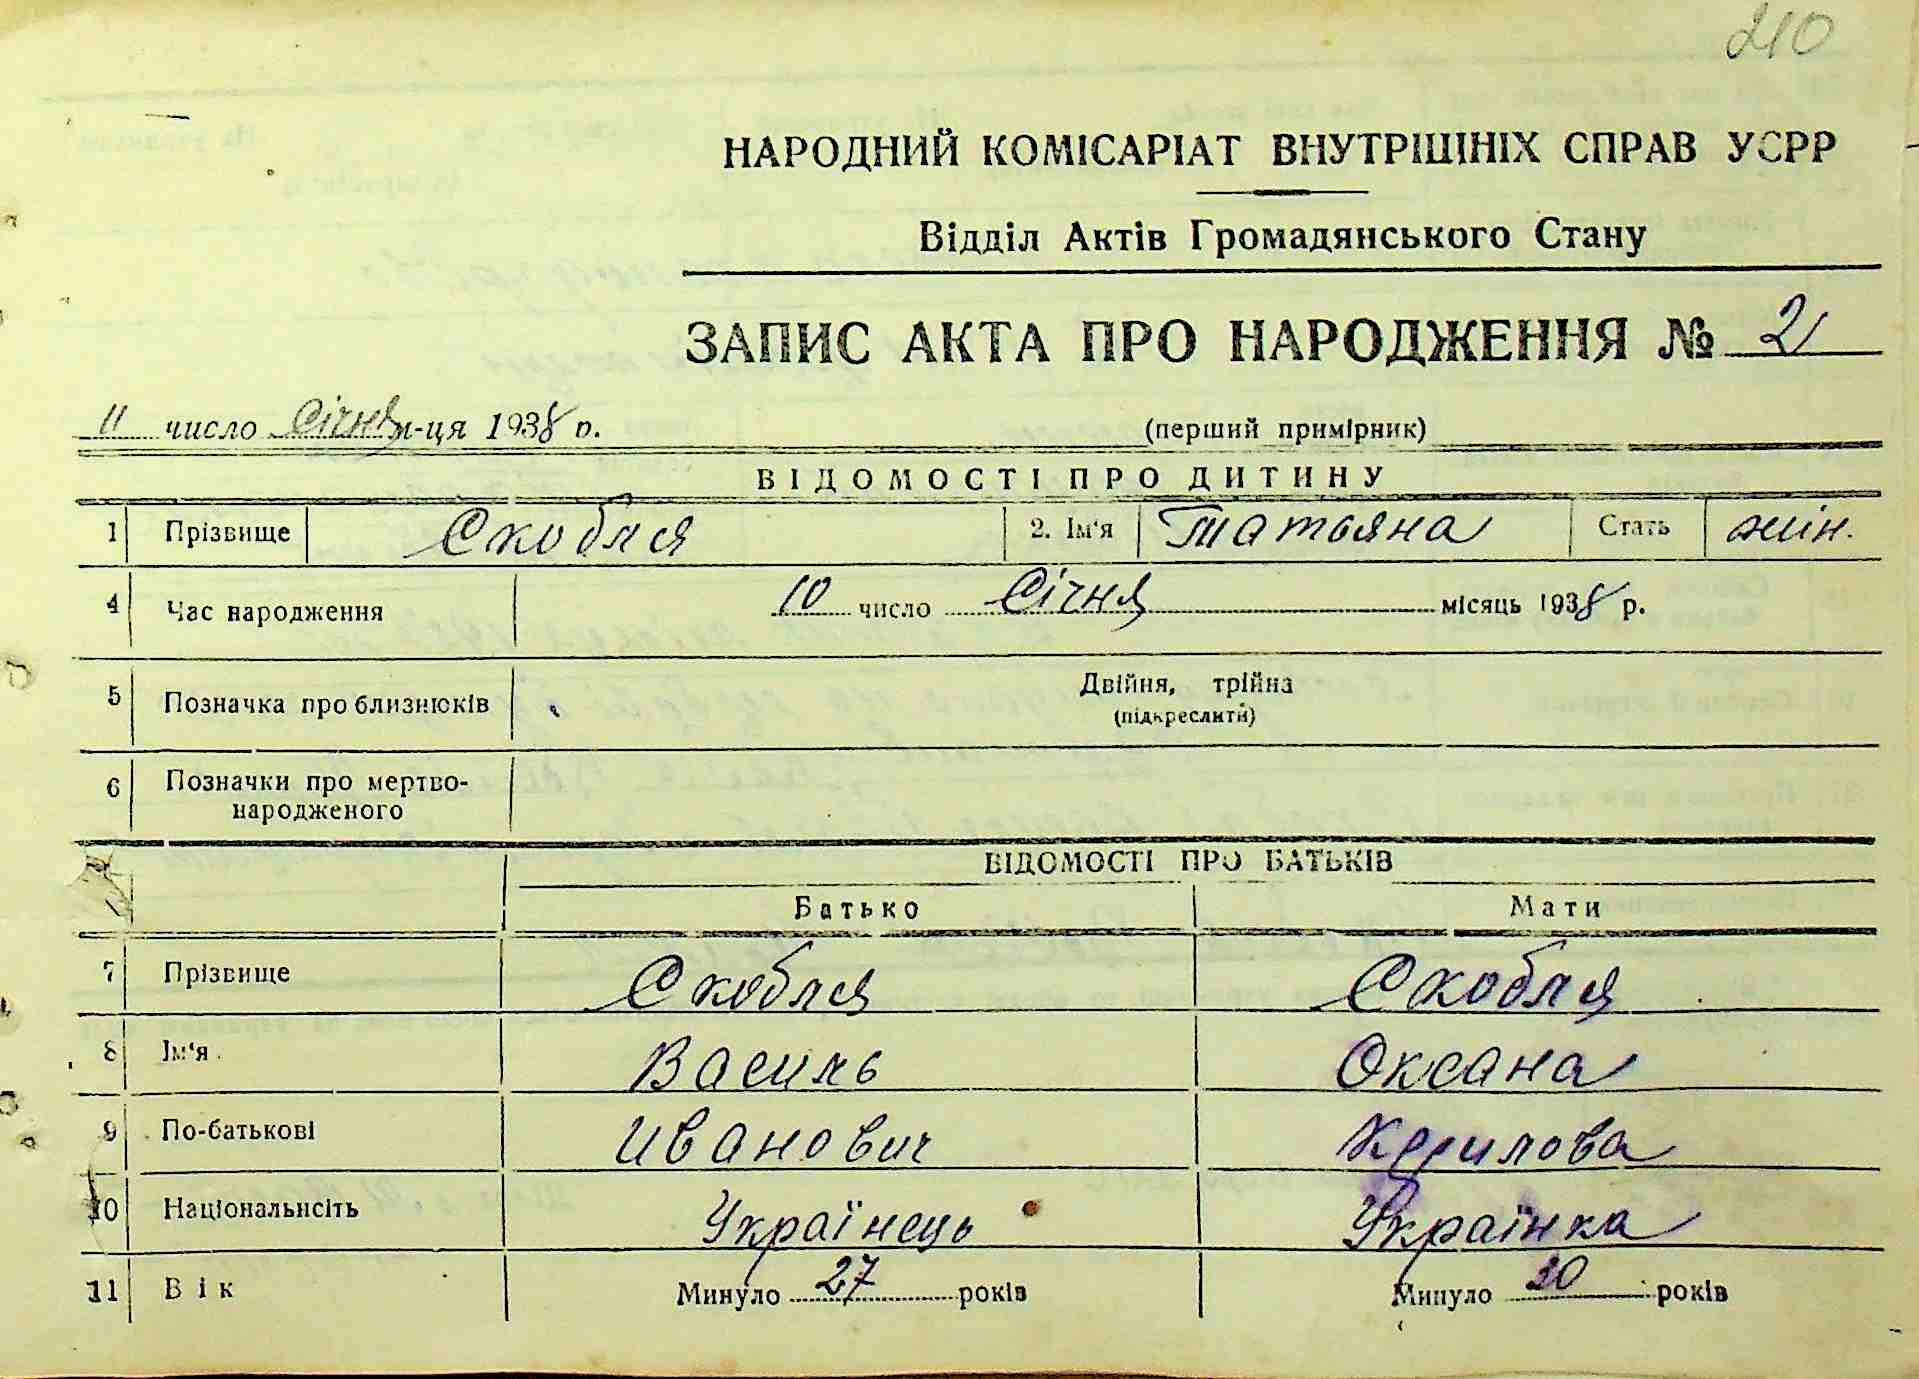 210
НАРОДНИЙ КОМІСАРІАТ ВНУТРІШНІХ СПРАВ УСРР
Відділ Актів Громадянського Стану
ЗАПИС АКТА ПРО НАРОДЖЕННЯ № 2
11 число Січня м-ця 1938 р. (перший примірник)
ВІДОМОСТІ ПРО ДИТИНУ
1 Прізвище Скобля 2. Ім'я Татьяна Стать жін.
4 Час народження 10 число Січня місяць 1938 р.
5 Позначка про близнюків Двійня, трійна
(підкреслити)
6 Позначки про мертво-
народженого
ВІДОМОСТІ ПРО БАТЬКІВ
Батько Мати
7 Прізвище Скобля Скобля
8 Ім'я Василь Оксана
9 По-батькові Иванович
10 Національність Українець Українка
11 Вік Минуло 27 років Минуло років